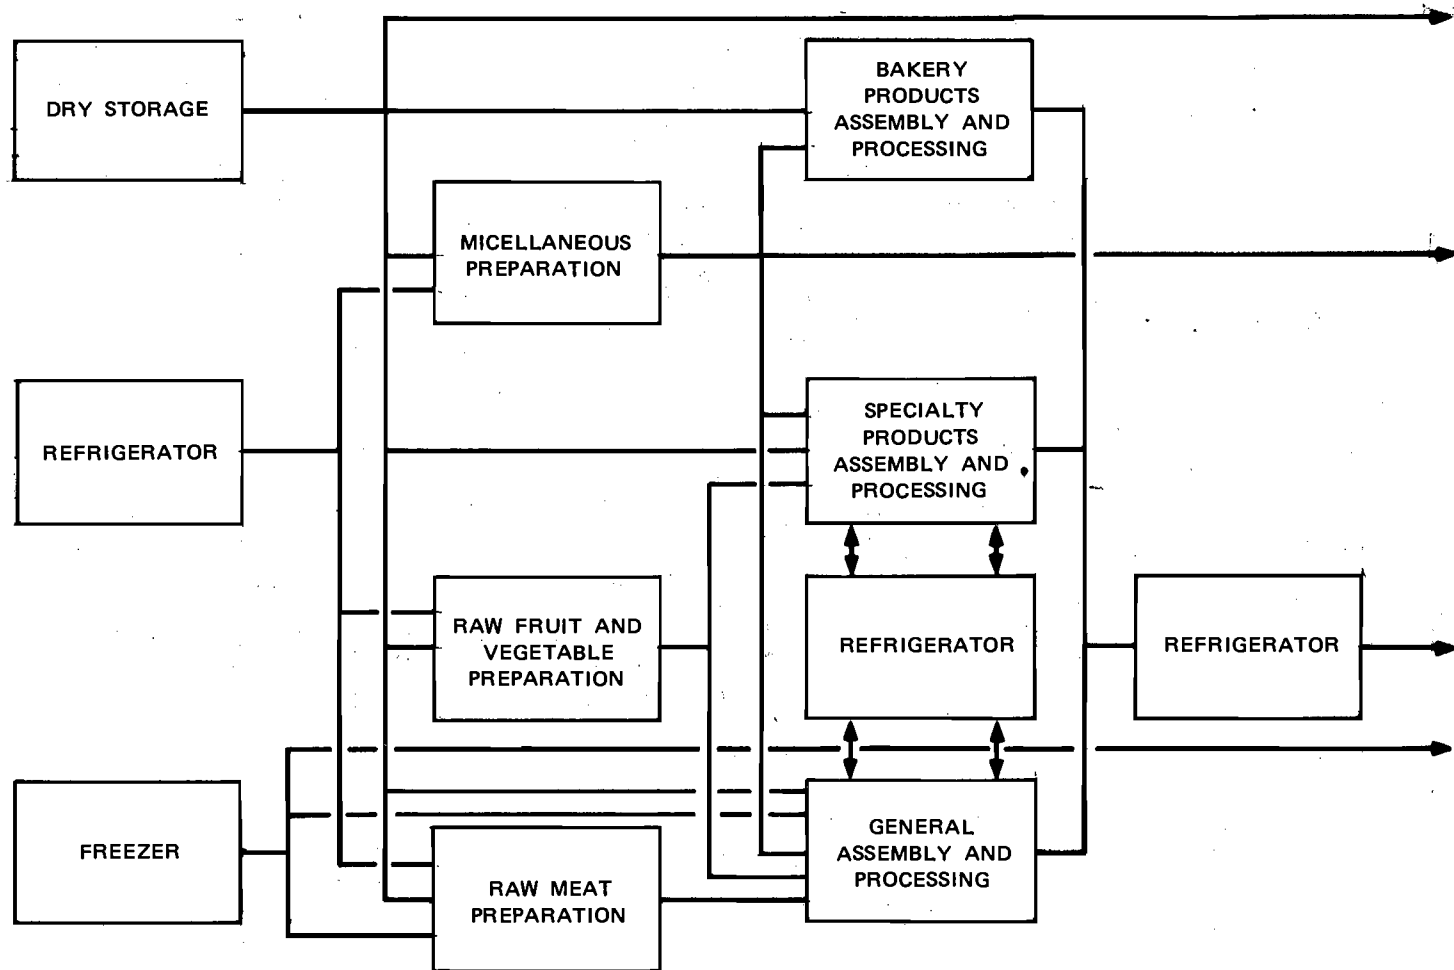 DRY STORAGE
BAKERY
PRODUCTS
ASSEMBLY AND
PROCESSING
MICELLANEOUS
PREPARATION
REFRIGERATOR
SPECIALTY
PRODUCTS
ASSEMBLY AND
PROCESSING
RAW FRUIT AND
VEGETABLE
PREPARATION
REFRIGERATOR
REFRIGERATOR
FREEZER
GENERAL
ASSEMBLY AND
PROCESSING
RAW MEAT
PREPARATION